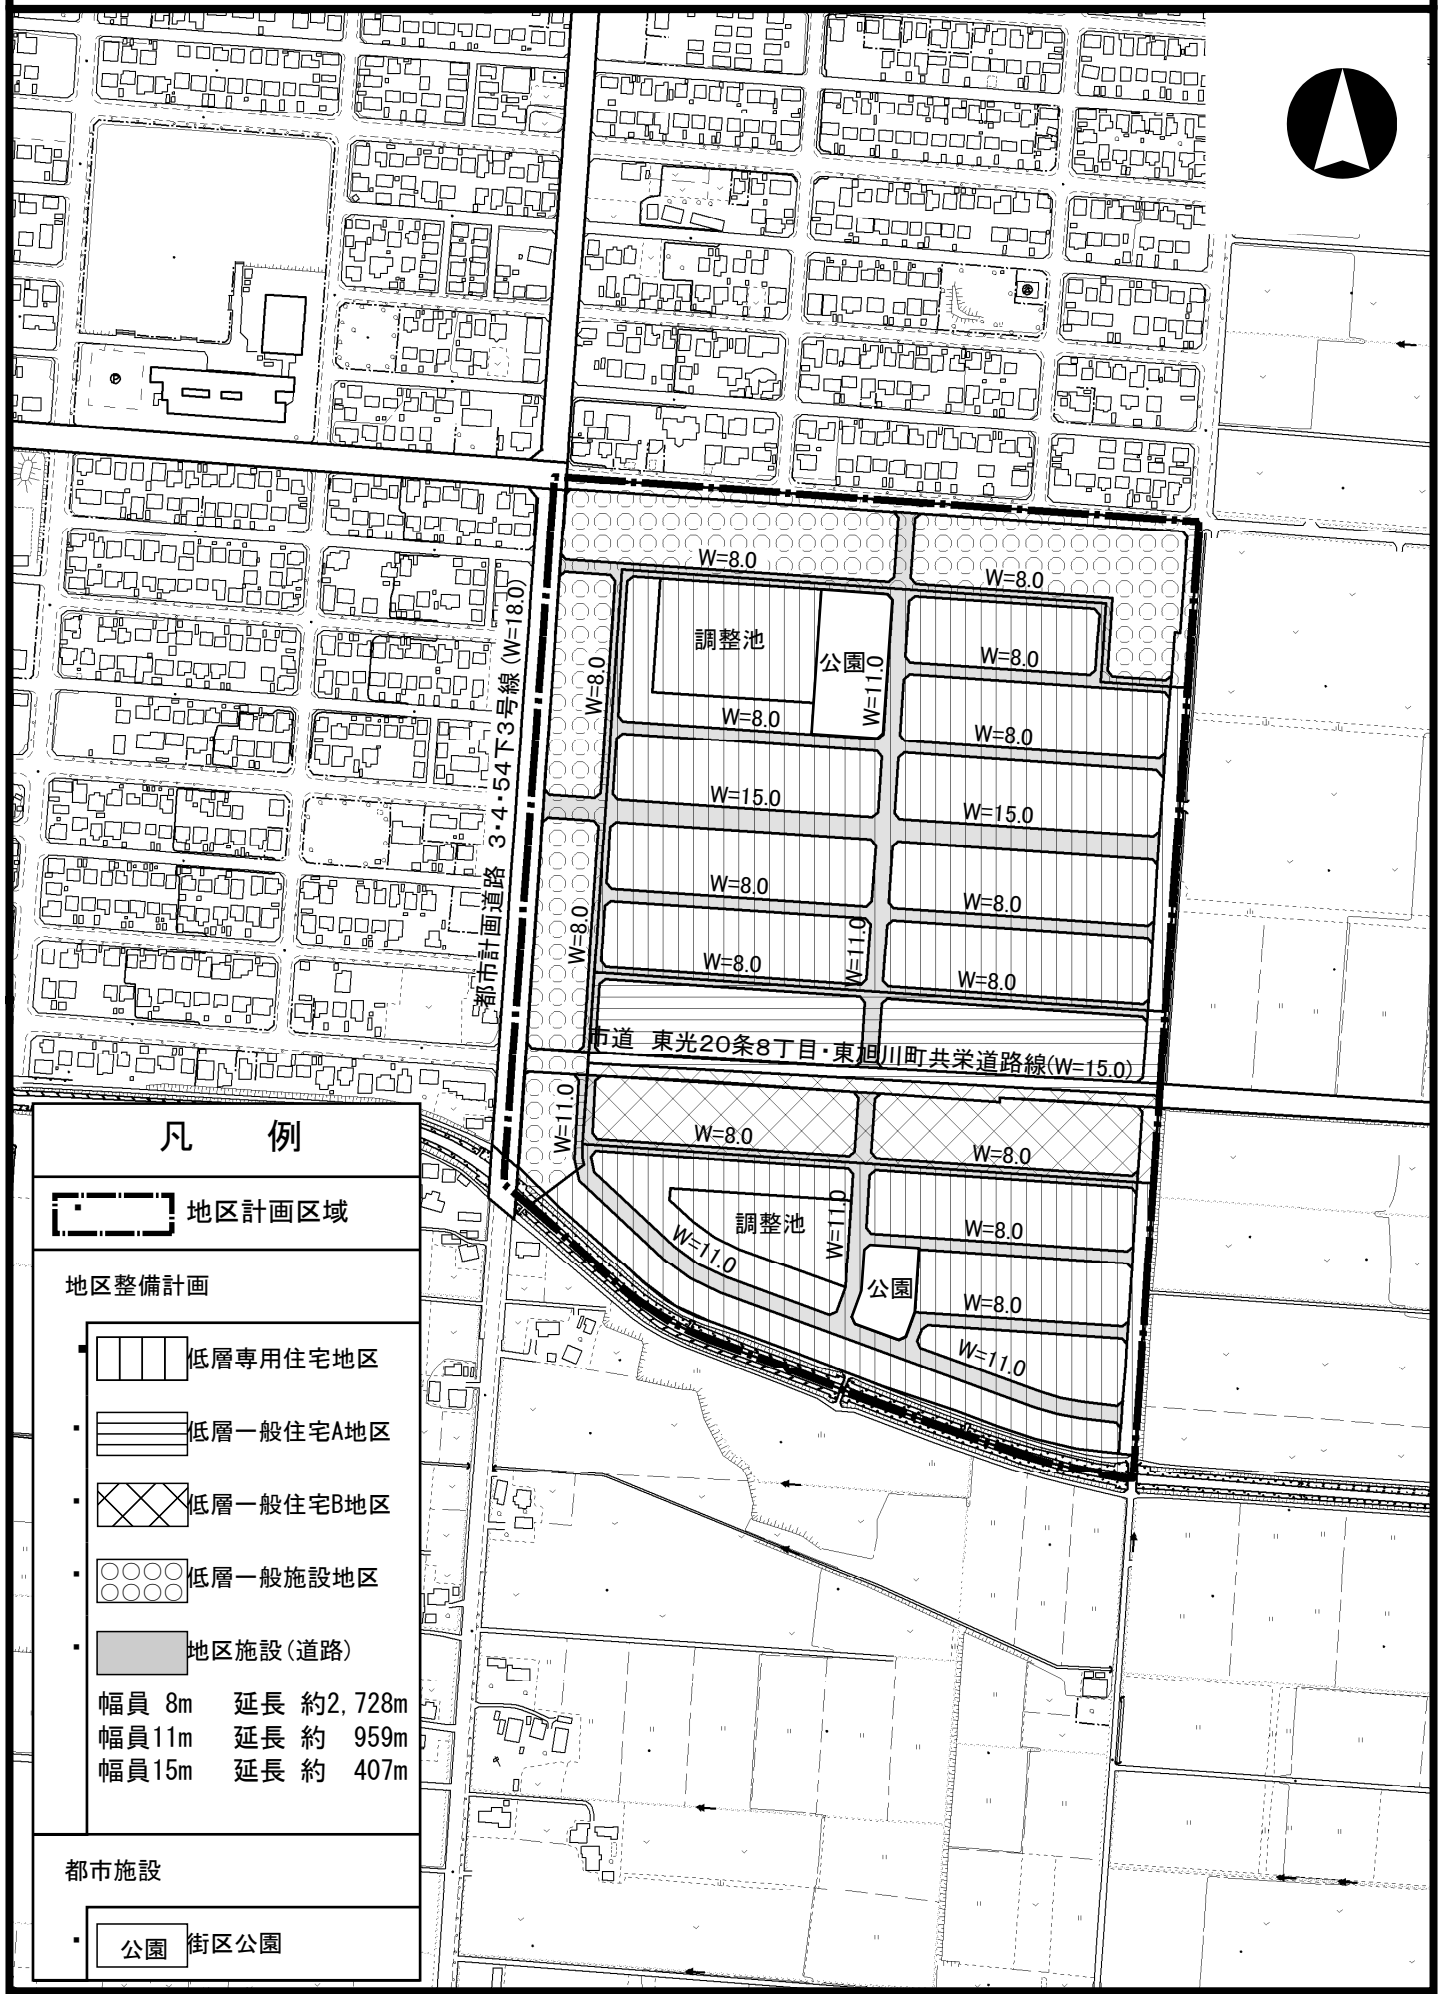 W=8.0
W=8.0
調整池
公園
W=11.0
W=8.0
W=8.0
W=8.0
W=8.0
都市計画道路 3・4・54下3号線(W=18.0)
W=15.0
W=15.0
W=8.0
W=8.0
W=8.0
W=11.0
W=8.0
W=8.0
市道 東光20条8丁目・東旭川町共栄道路線(W=15.0)
W=11.0
W=8.0
W=8.0
調整池
W=11.0
W=11.0
W=8.0
公園
W=8.0
W=11.0
凡 例
地区計画区域
地区整備計画
低層専用住宅地区
低層一般住宅A地区
低層一般住宅B地区
低層一般施設地区
地区施設(道路)
幅員 8m 延長 約2,728m
幅員11m 延長 約 959m
幅員15m 延長 約 407m
都市施設
公園 街区公園